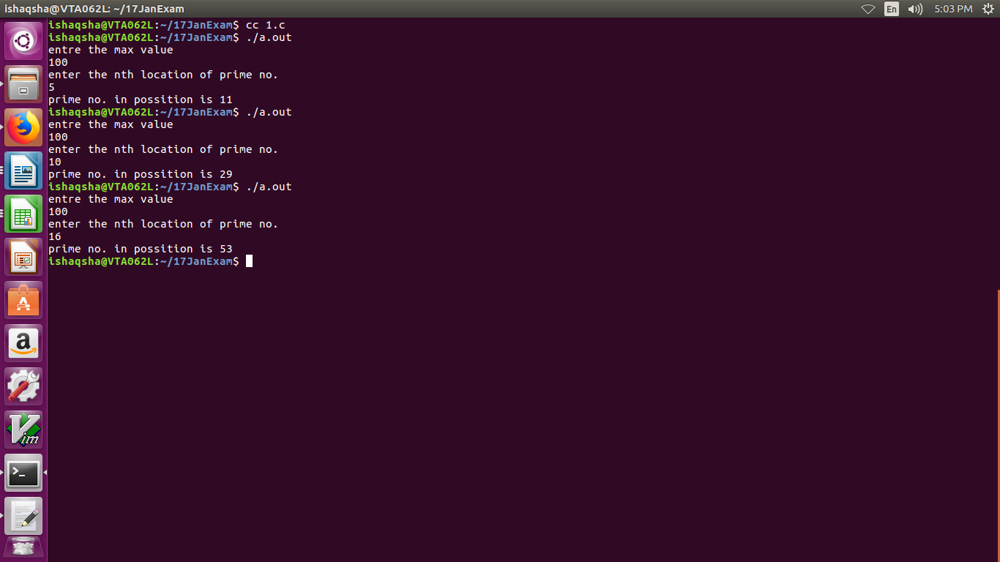 ishaqsha@VTA062L: ~/17JanExam
En
5:03 PM
ishaqsha@VTA062L:~/17JanExam$ cc 1.c
ishaqsha@VTA062L:~/17JanExam$ ./a.out
entre the max value
100
enter the nth location of prime no.
5
prime no. in possition is 11
ishaqsha@VTA062L:~/17JanExam$ ./a.out
entre the max value
100
enter the nth location of prime no.
10
prime no. in possition is 29
ishaqsha@VTA062L:~/17JanExam$ ./a.out
entre the max value
100
enter the nth location of prime no.
16
prime no. in possition is 53
ishaqsha@VTA062L:~/17JanExam$
A
a
Vim
>_